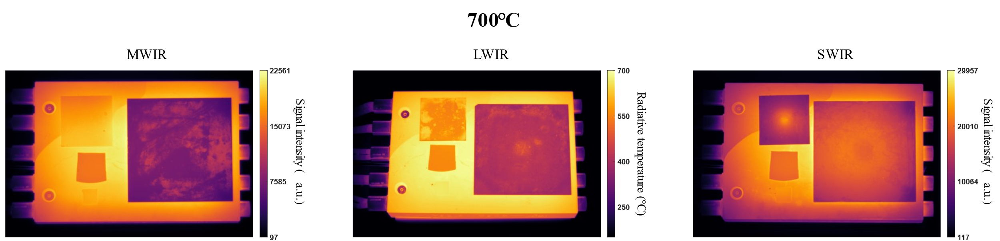 700°C
MWIR
LWIR
SWIR
22561
15073
7585
97
Signal intensity ( a.u.)
700
550
400
250
Radiative temperature (°C)
29957
20010
10064
117
Signal intensity ( a.u.)